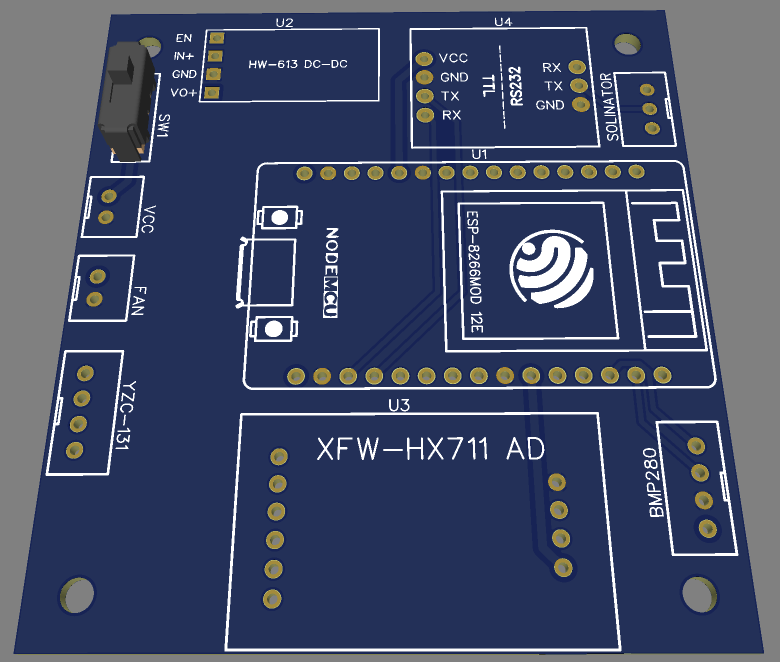 U2
U4
EN
IN+
GND
VO+
HW-613 DC-DC
VCC
GND
TX
RX
TTL
RS232
RX
TX
GND
SOLINATOR
SW1
U1
VCC
NODEMCU
ESP-8266MOD 12E
FAN
YZC-131
U3
XFW-HX711 AD
BMP280